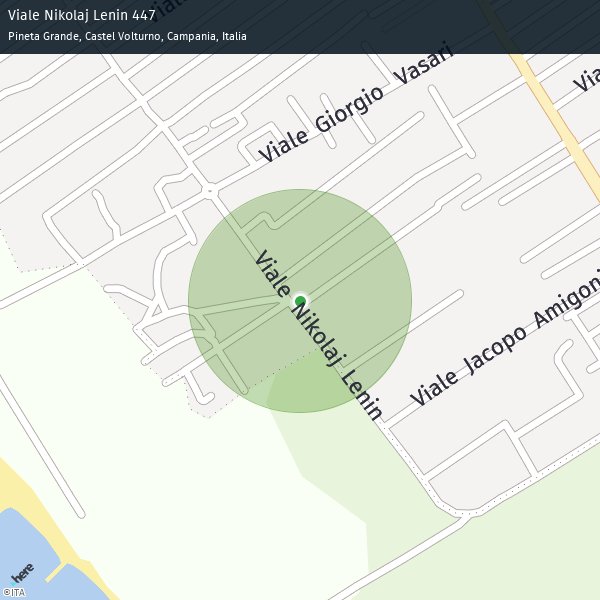 Viale Nikolaj Lenin 447
Pineta Grande, Castel Volturno, Campania, Italia
Viale Giorgio Vasari
Viale Nikolaj Lenin
Viale Jacopo Amigoni
here
©ITA